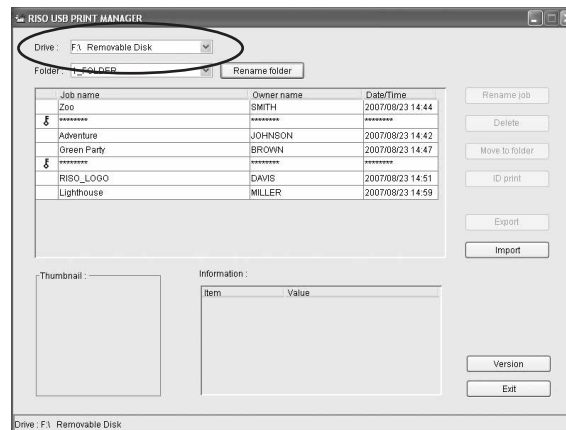 RISO USB PRINT MANAGER
Drive : F:\ Removable Disk
Folder : 1_FOLDER Rename folder
Job name Owner name Date/Time
Zoo SMITH 2007/08/23 14:44
******** ******** ********
Adventure JOHNSON 2007/08/23 14:42
Green Party BROWN 2007/08/23 14:47
******** ******** ********
RISO_LOGO DAVIS 2007/08/23 14:51
Lighthouse MILLER 2007/08/23 14:59
Rename job
Delete
Move to folder
ID print
Export
Import
Thumbnail :
Information :
Item Value
Version
Exit
Drive : F:\ Removable Disk